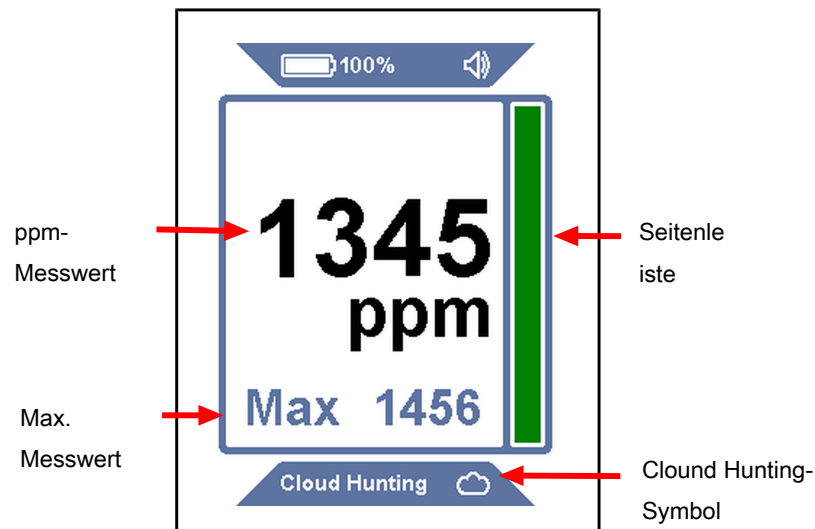 100%
ppm-
Messwert
1345
ppm
Seitenle
iste
Max.
Messwert
Max 1456
Cloud Hunting
Clound Hunting-
Symbol